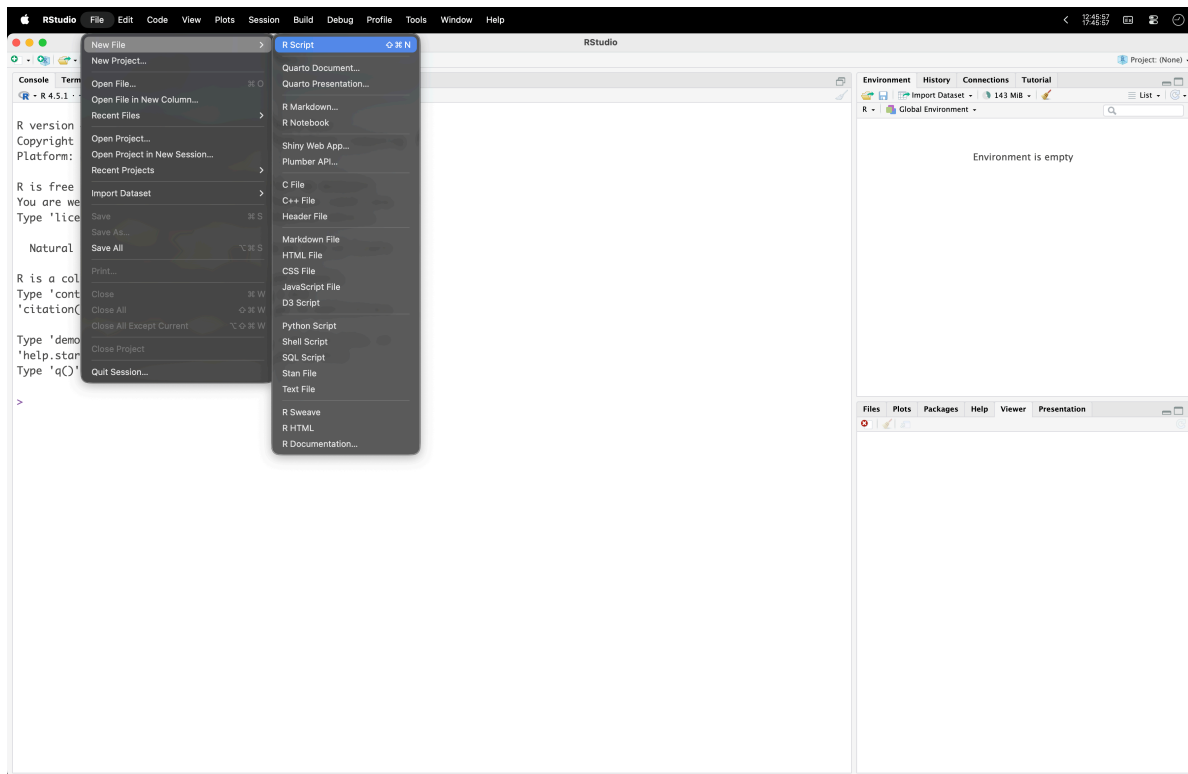 RStudio File Edit Code View Plots Session Build Debug Profile Tools Window Help
12:45:57
17:45:57
RStudio
Project: (None)
New File
New Project...
Open File... ⌘ O
Open File in New Column...
Recent Files
Open Project...
Open Project in New Session...
Recent Projects
Import Dataset
Save ⌘ S
Save As...
Save All ⌥ ⌘ S
Print...
Close ⌘ W
Close All ⇧ ⌘ W
Close All Except Current ⌥ ⇧ ⌘ W
Close Project
Quit Session...
R Script ⇧ ⌘ N
Quarto Document...
Quarto Presentation...
R Markdown...
R Notebook
Shiny Web App...
Plumber API...
C File
C++ File
Header File
Markdown File
HTML File
CSS File
JavaScript File
D3 Script
Python Script
Shell Script
SQL Script
Stan File
Text File
R Sweave
R HTML
R Documentation...
Console Term
R - R 4.5.1 ·
R version
Copyright
Platform:
R is free
You are we
Type 'lice
Natural
R is a col
Type 'cont
'citation(
Type 'demo
'help.star
Type 'q()'
>
Environment History Connections Tutorial
Import Dataset 143 MiB List
R Global Environment
Environment is empty
Files Plots Packages Help Viewer Presentation